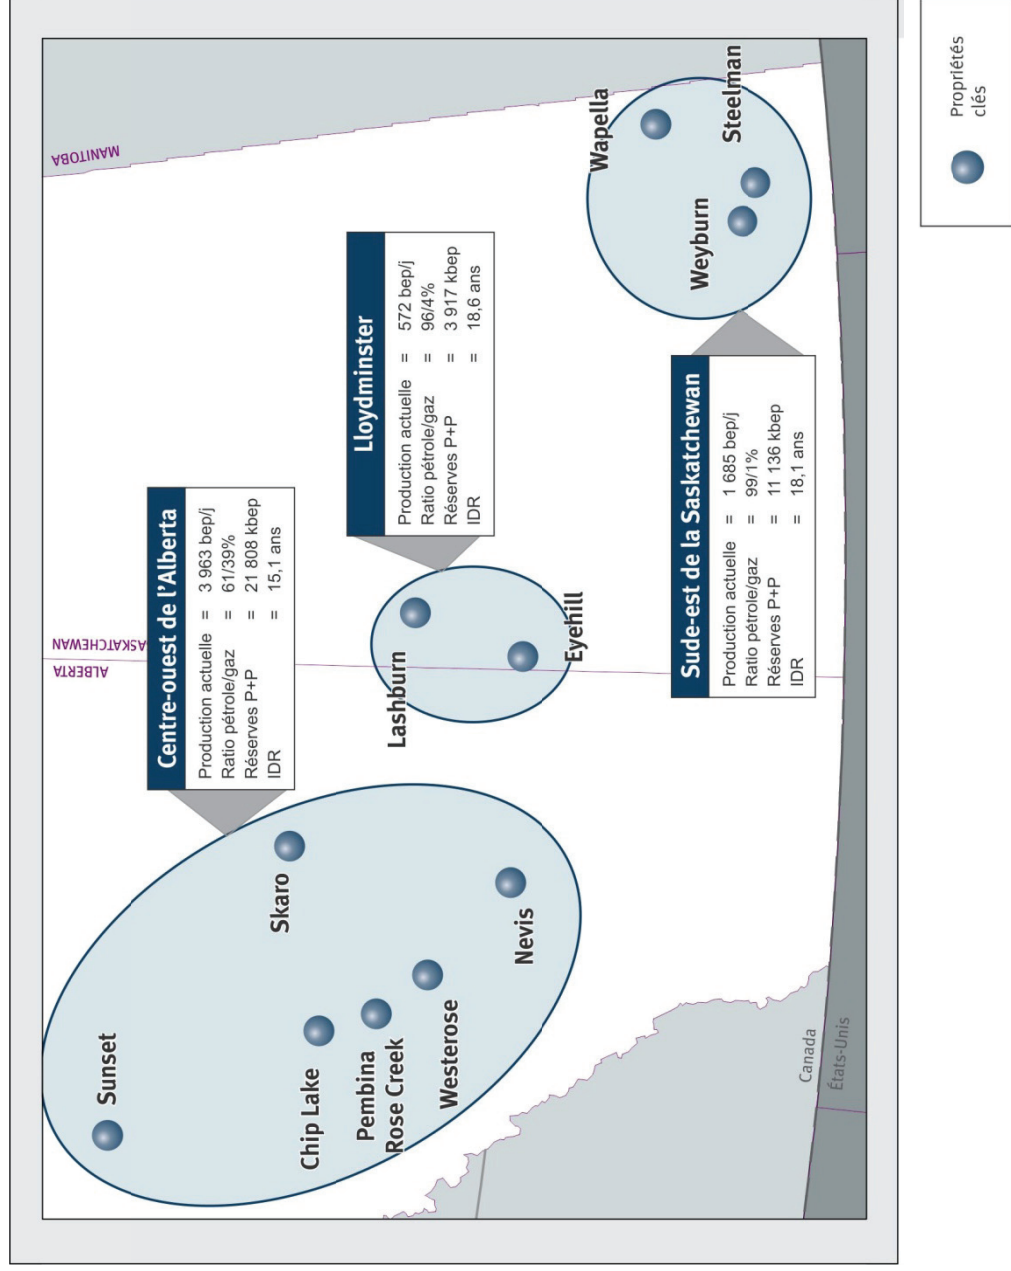 ALBERTA
SASKATCHEWAN
MANITOBA
Sunset
Centre-ouest de l'Alberta
Production actuelle = 3 963 bep/j
Ratio pétrole/gaz = 61/39%
Réserves P+P = 21 808 kbep
IDR = 15,1 ans
Skaro
Chip Lake
Pembina
Rose Creek
Westerose
Nevis
Lloydminster
Production actuelle = 572 bep/j
Ratio pétrole/gaz = 96/4%
Réserves P+P = 3 917 kbep
IDR = 18,6 ans
Lashburn
Eyehill
Wapella
Weyburn
Steelman
Sude-est de la Saskatchewan
Production actuelle = 1 685 bep/j
Ratio pétrole/gaz = 99/1%
Réserves P+P = 11 136 kbep
IDR = 18,1 ans
Canada
États-Unis
Propriétés
clés